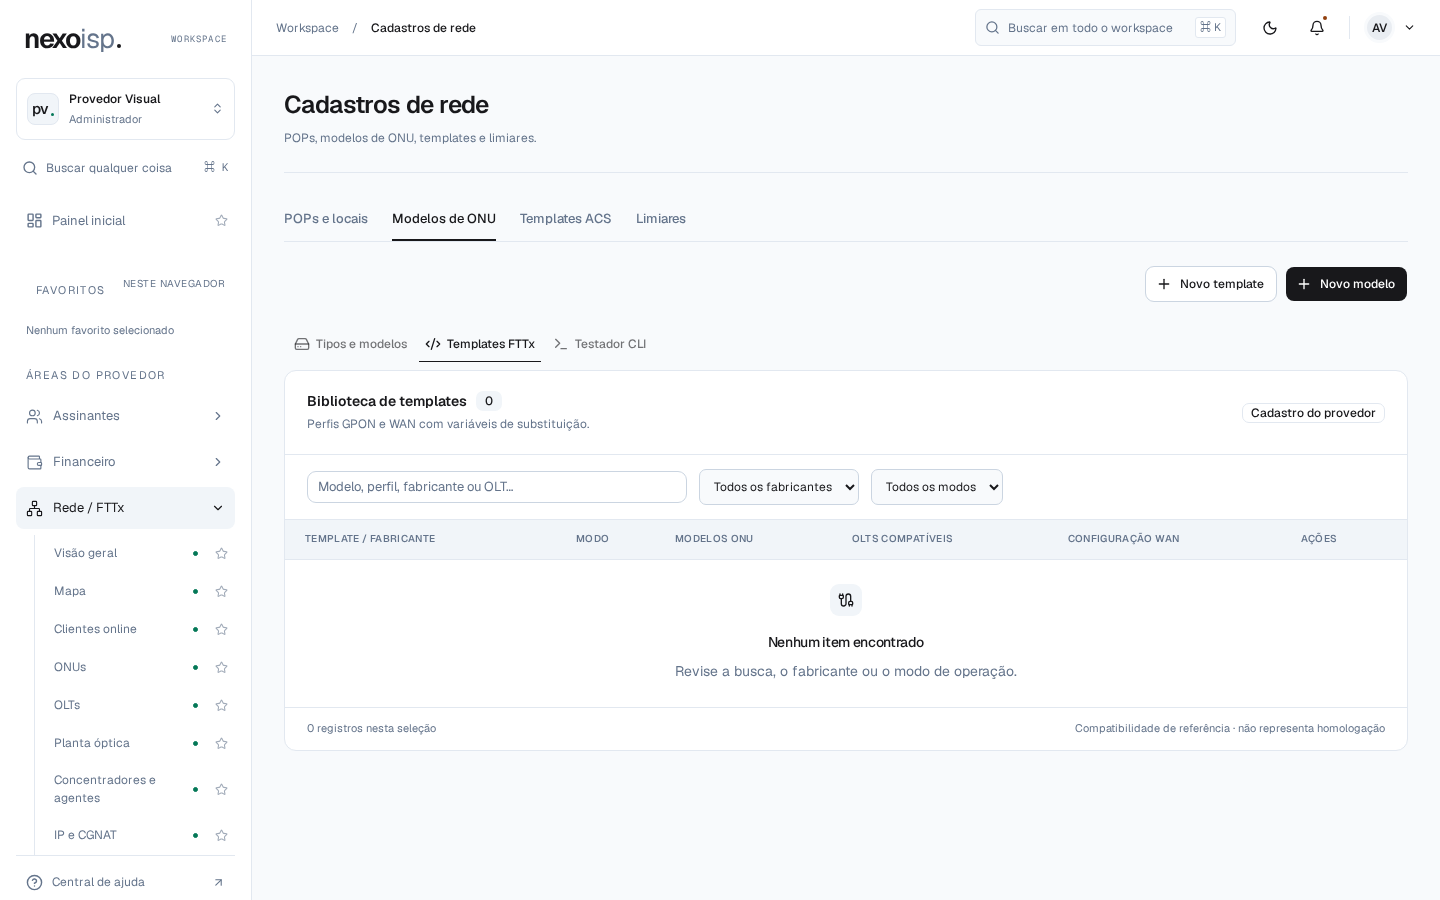 nexoisp.
WORKSPACE
pv.
Provedor Visual
Administrador
Buscar qualquer coisa
⌘ K
Painel inicial
FAVORITOS
NESTE NAVEGADOR
Nenhum favorito selecionado
ÁREAS DO PROVEDOR
Assinantes
Financeiro
Rede / FTTx
Visão geral
Mapa
Clientes online
ONUs
OLTs
Planta óptica
Concentradores e
agentes
IP e CGNAT
Central de ajuda
Workspace / Cadastros de rede
Buscar em todo o workspace
⌘ K
AV
Cadastros de rede
POPs, modelos de ONU, templates e limiares.
POPs e locais
Modelos de ONU
Templates ACS
Limiares
Novo template
Novo modelo
Tipos e modelos
Templates FTTx
Testador CLI
Biblioteca de templates 0
Perfis GPON e WAN com variáveis de substituição.
Cadastro do provedor
Modelo, perfil, fabricante ou OLT...
Todos os fabricantes
Todos os modos
TEMPLATE / FABRICANTE
MODO
MODELOS ONU
OLTS COMPATÍVEIS
CONFIGURAÇÃO WAN
AÇÕES
Nenhum item encontrado
Revise a busca, o fabricante ou o modo de operação.
0 registros nesta seleção
Compatibilidade de referência · não representa homologação